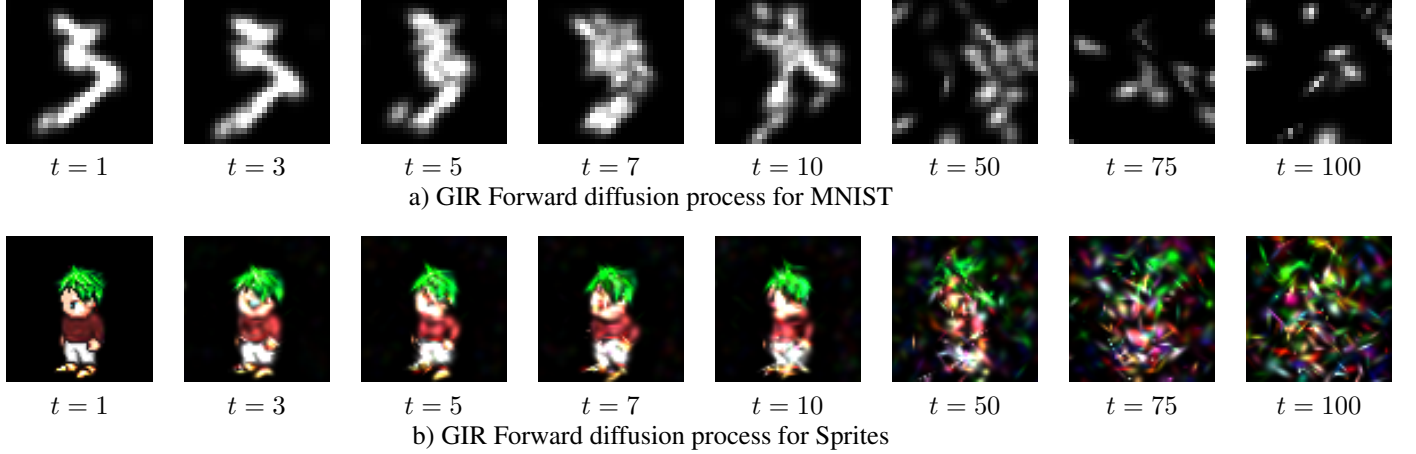 t = 1 t = 3 t = 5 t = 7 t = 10 t = 50 t = 75 t = 100
a) GIR Forward diffusion process for MNIST
t = 1 t = 3 t = 5 t = 7 t = 10 t = 50 t = 75 t = 100
b) GIR Forward diffusion process for Sprites